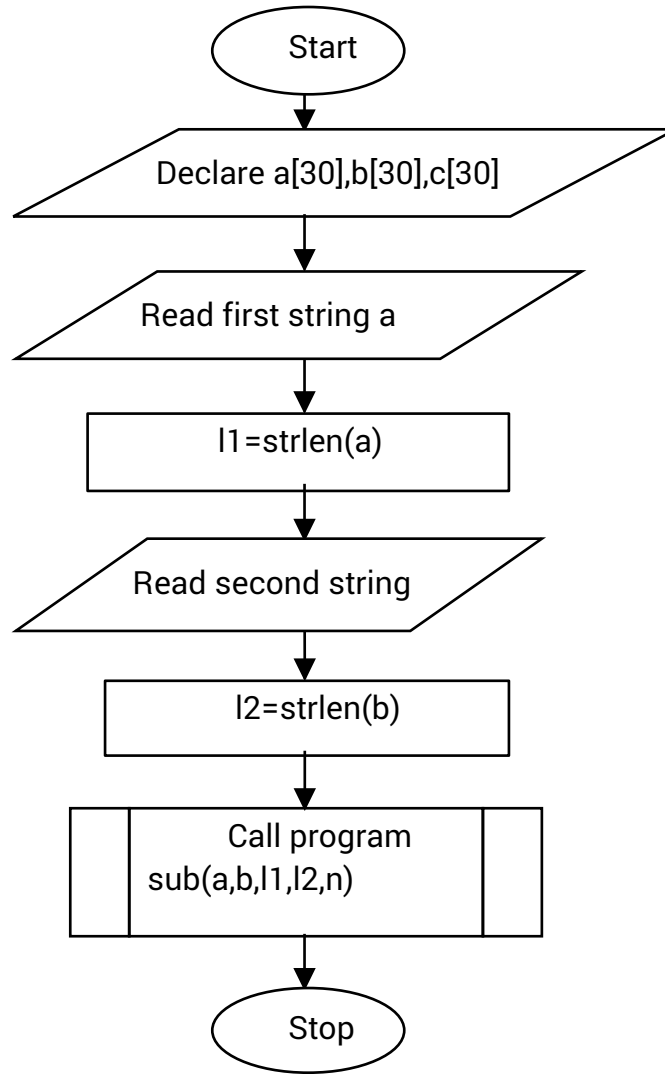 Start
Declare a[30],b[30],c[30]
Read first string a
l1=strlen(a)
Read second string
l2=strlen(b)
Call program
sub(a,b,l1,l2,n)
Stop